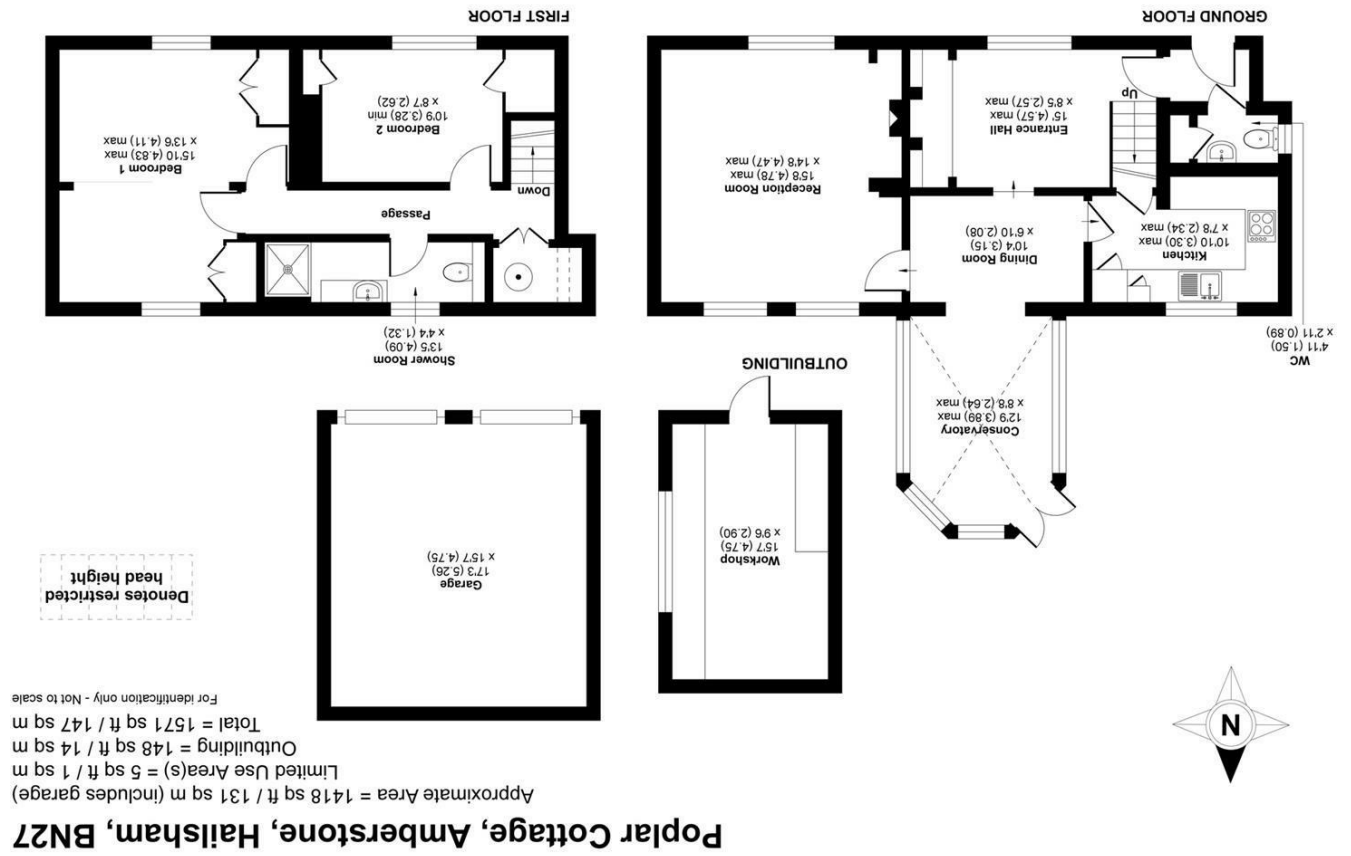 Poplar Cottage, Amberstone, Hailsham, BN27
Approximate Area = 1418 sq ft / 131 sq m (includes garage)
Limited Use Area(s) = 5 sq ft / 1 sq m
Outbuilding = 148 sq ft / 14 sq m
Total = 1571 sq ft / 147 sq m
For identification only - Not to scale
N
Denotes restricted
head height
Workshop
15'7 (4.75)
x 9'6 (2.90)
OUTBUILDING
Garage
17'3 (5.26)
x 15'7 (4.75)
Conservatory
12'9 (3.89) max
x 8'8 (2.64) max
WC
4'11 (1.50)
x 2'11 (0.89)
Kitchen
10'10 (3.30) max
x 7'8 (2.34) max
Dining Room
10'4 (3.15)
x 6'10 (2.08)
Reception Room
15'8 (4.78) max
x 14'8 (4.47) max
Entrance Hall
15' (4.57) max
x 8'5 (2.57) max
Up
GROUND FLOOR
Shower Room
13'5 (4.09)
x 4'4 (1.32)
Passage
Down
Bedroom 2
10'9 (3.28) min
x 8'7 (2.62)
Bedroom 1
15'10 (4.83) max
x 13'6 (4.11) max
FIRST FLOOR